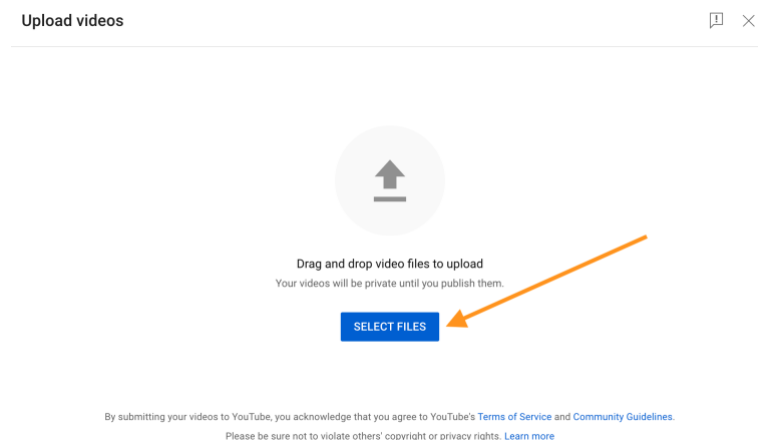 Upload videos
Drag and drop video files to upload
Your videos will be private until you publish them.
SELECT FILES
By submitting your videos to YouTube, you acknowledge that you agree to YouTube's Terms of Service and Community Guidelines.
Please be sure not to violate others' copyright or privacy rights. Learn more